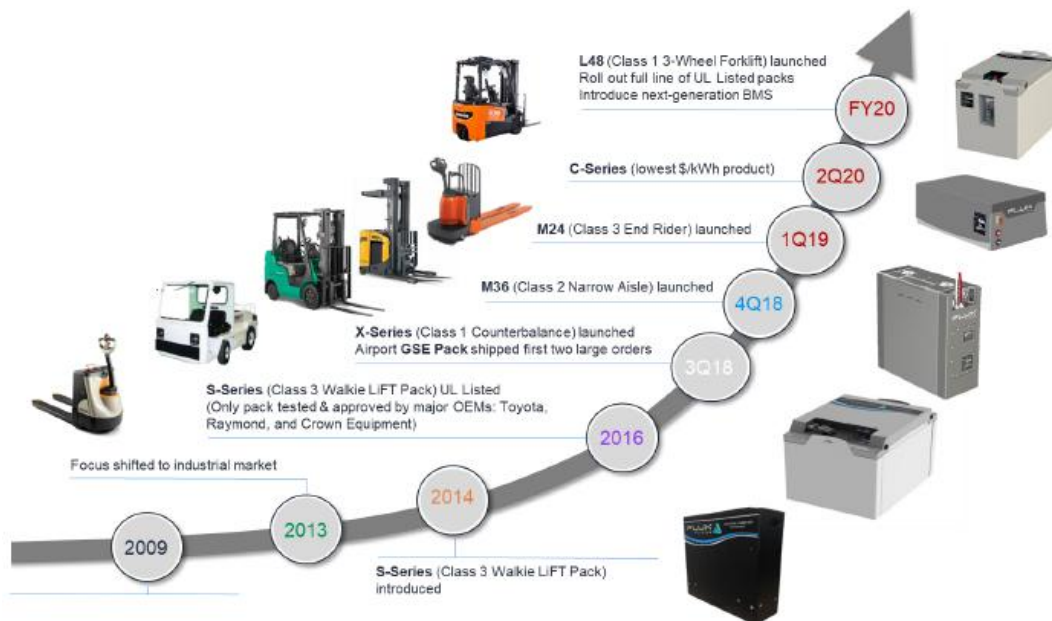 L48 (Class 1 3-Wheel Forklift) launched
Roll out full line of UL Listed packs
Introduce next-generation BMS
FY20
C-Series (lowest $/kWh product)
2Q20
M24 (Class 3 End Rider) launched
1Q19
M36 (Class 2 Narrow Aisle) launched
4Q18
X-Series (Class 1 Counterbalance) launched
Airport GSE Pack shipped first two large orders
3Q18
S-Series (Class 3 Walkie LiFT Pack) UL Listed
(Only pack tested & approved by major OEMs: Toyota,
Raymond, and Crown Equipment)
2016
Focus shifted to industrial market
2014
2013
2009
S-Series (Class 3 Walkie LiFT Pack)
introduced
FLUX
FLUX
FLUX